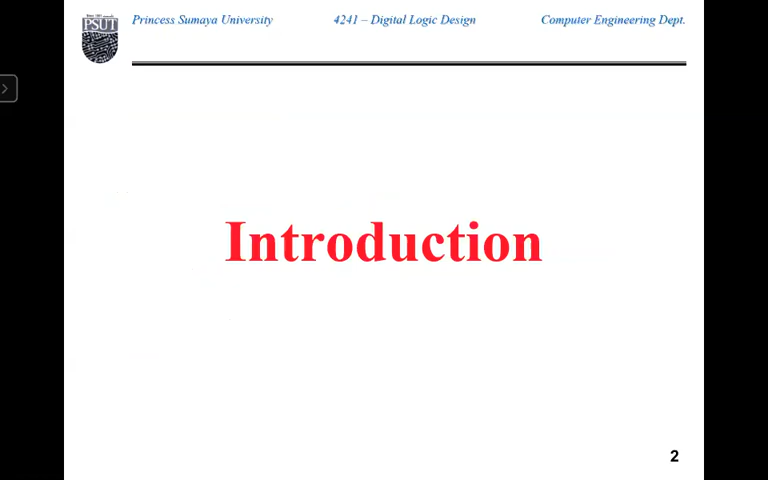 Princess Sumaya University 4241 – Digital Logic Design Computer Engineering Dept.
PSUT
Introduction
2